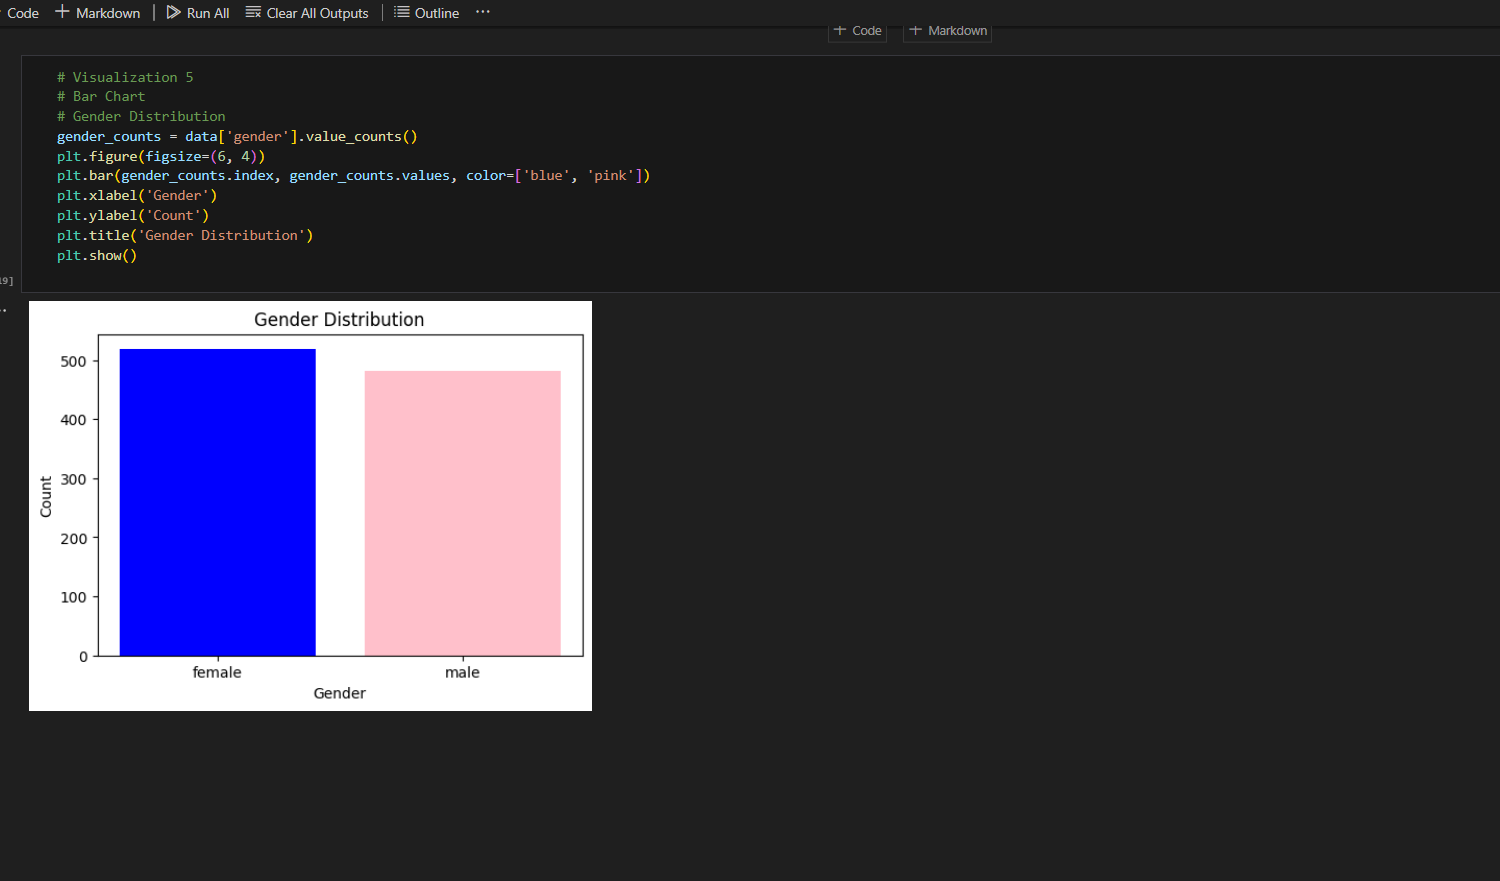 Code + Markdown Run All Clear All Outputs Outline ...
+ Code + Markdown
# Visualization 5
# Bar Chart
# Gender Distribution
gender_counts = data['gender'].value_counts()
plt.figure(figsize=(6, 4))
plt.bar(gender_counts.index, gender_counts.values, color=['blue', 'pink'])
plt.xlabel('Gender')
plt.ylabel('Count')
plt.title('Gender Distribution')
plt.show()
9]
Gender Distribution
500
400
300
200
100
0
Count
female male
Gender